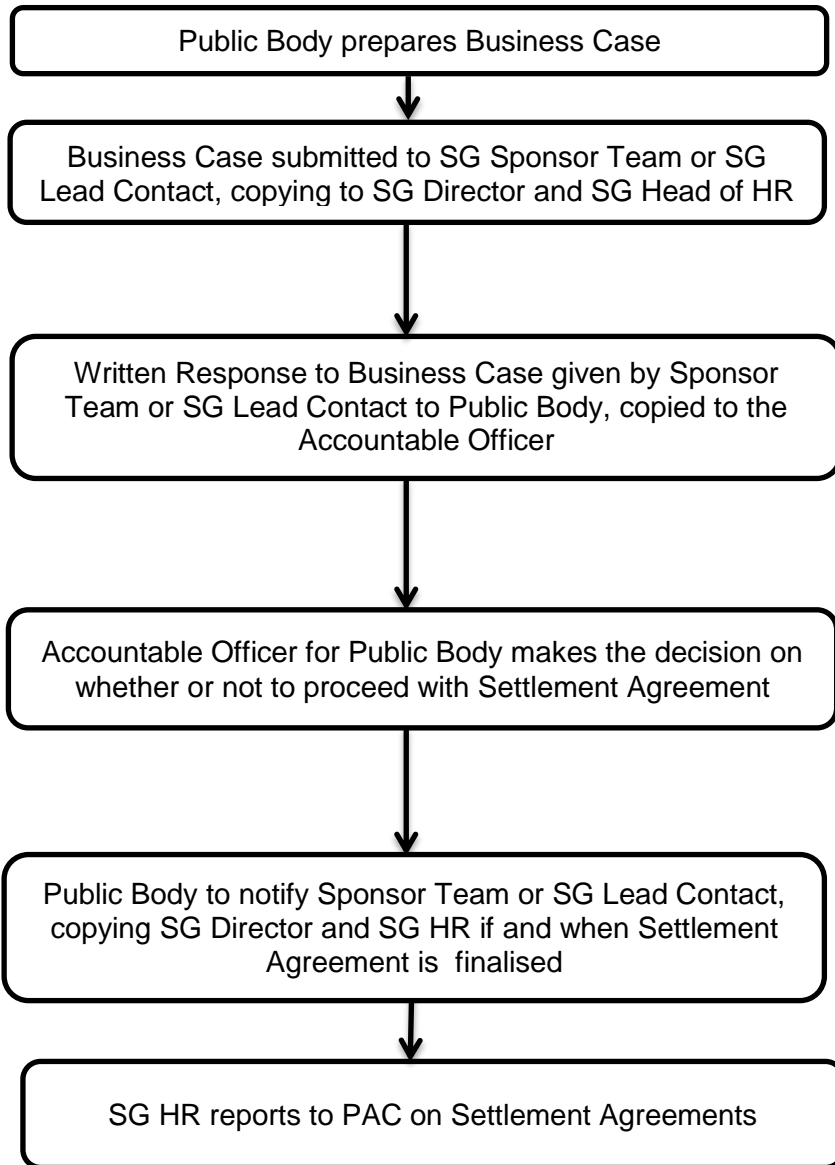 Public Body prepares Business Case
Business Case submitted to SG Sponsor Team or SG
Lead Contact, copying to SG Director and SG Head of HR
Written Response to Business Case given by Sponsor
Team or SG Lead Contact to Public Body, copied to the
Accountable Officer
Accountable Officer for Public Body makes the decision on
whether or not to proceed with Settlement Agreement
Public Body to notify Sponsor Team or SG Lead Contact,
copying SG Director and SG HR if and when Settlement
Agreement is  finalised
SG HR reports to PAC on Settlement Agreements